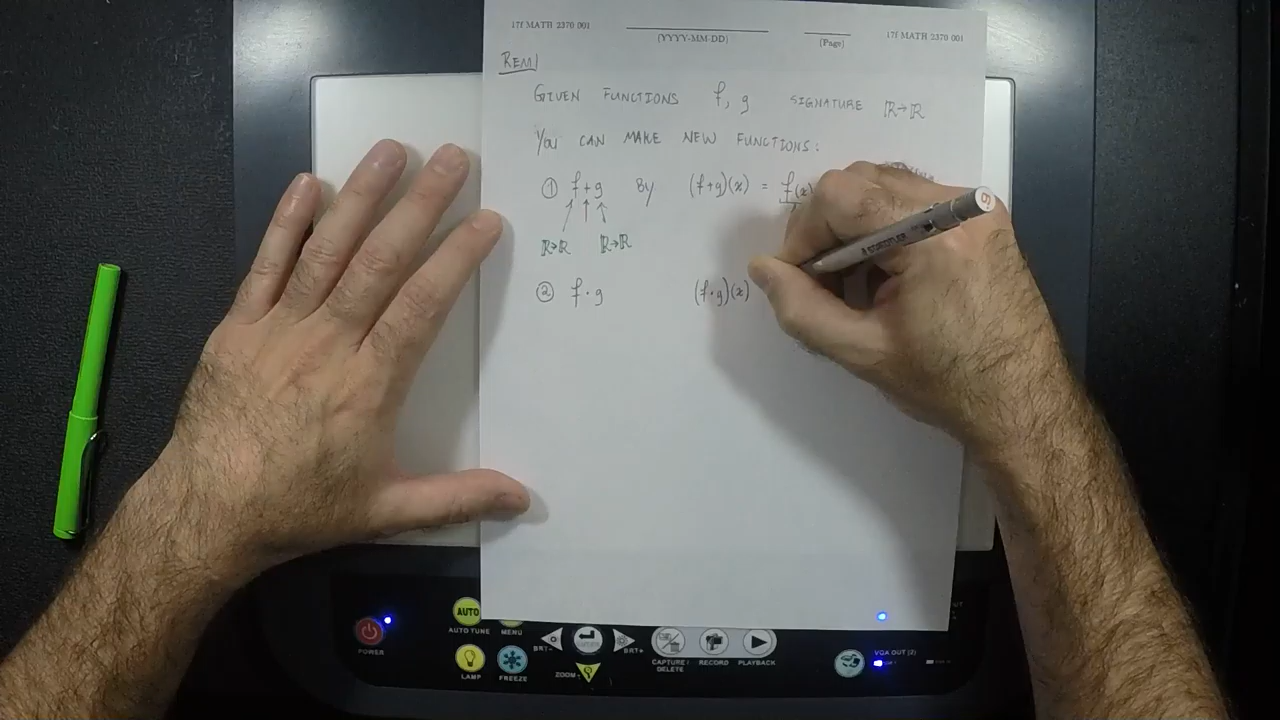 17f MATH 2370 001 (YYYY-MM-DD) (Page) 17f MATH 2370 001
REM
GIVEN FUNCTIONS f, g SIGNATURE ℝ→ℝ
YOU CAN MAKE NEW FUNCTIONS:
① f+g BY (f+g)(x) = f(x)
ℝ→ℝ ℝ→ℝ
② f·g (f·g)(x)
STAEDTLER
POWER
AUTO
AUTO TUNE
MENU
LAMP
FREEZE
BRT-
BRT+
ZOOM
CAPTURE / DELETE
RECORD
PLAYBACK
VGA OUT (2)